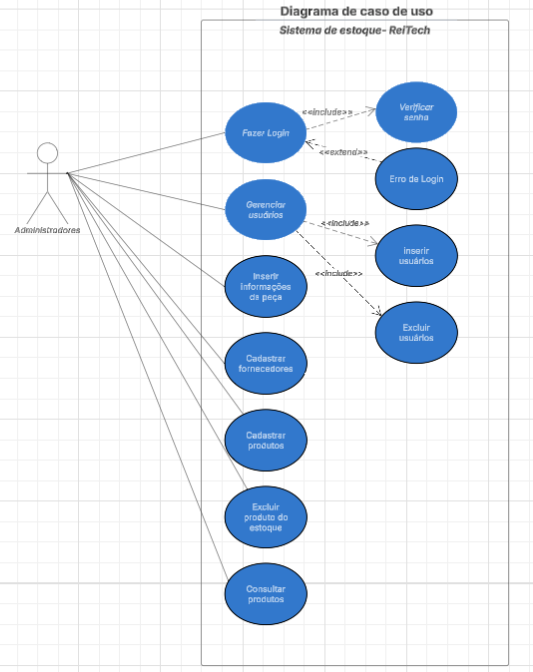 Diagrama de caso de uso
Sistema de estoque- ReiTech
<<include>>
Verificar
senha
Fazer Login
<<extend>>
Erro de Login
Administradores
Gerenciar
usuários
<<include>>
inserir
usuários
<<include>>
Inserir
informações
da peça
Excluir
usuários
Cadastrar
fornecedores
Cadastrar
produtos
Excluir
produto do
estoque
Consultar
produtos